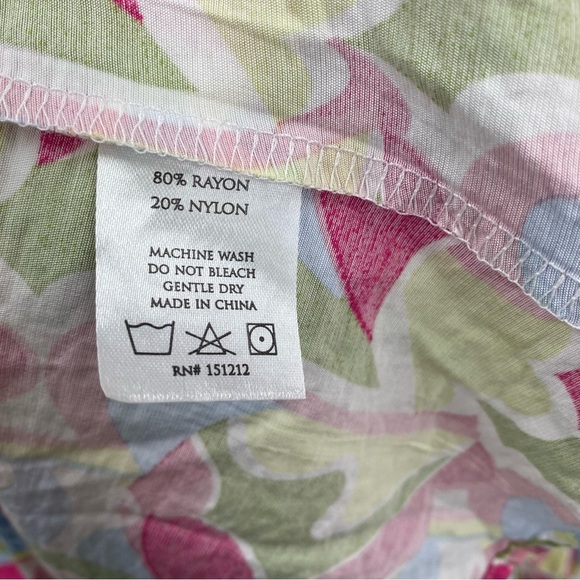 80% RAYON
20% NYLON
MACHINE WASH
DO NOT BLEACH
GENTLE DRY
MADE IN CHINA
RN# 151212